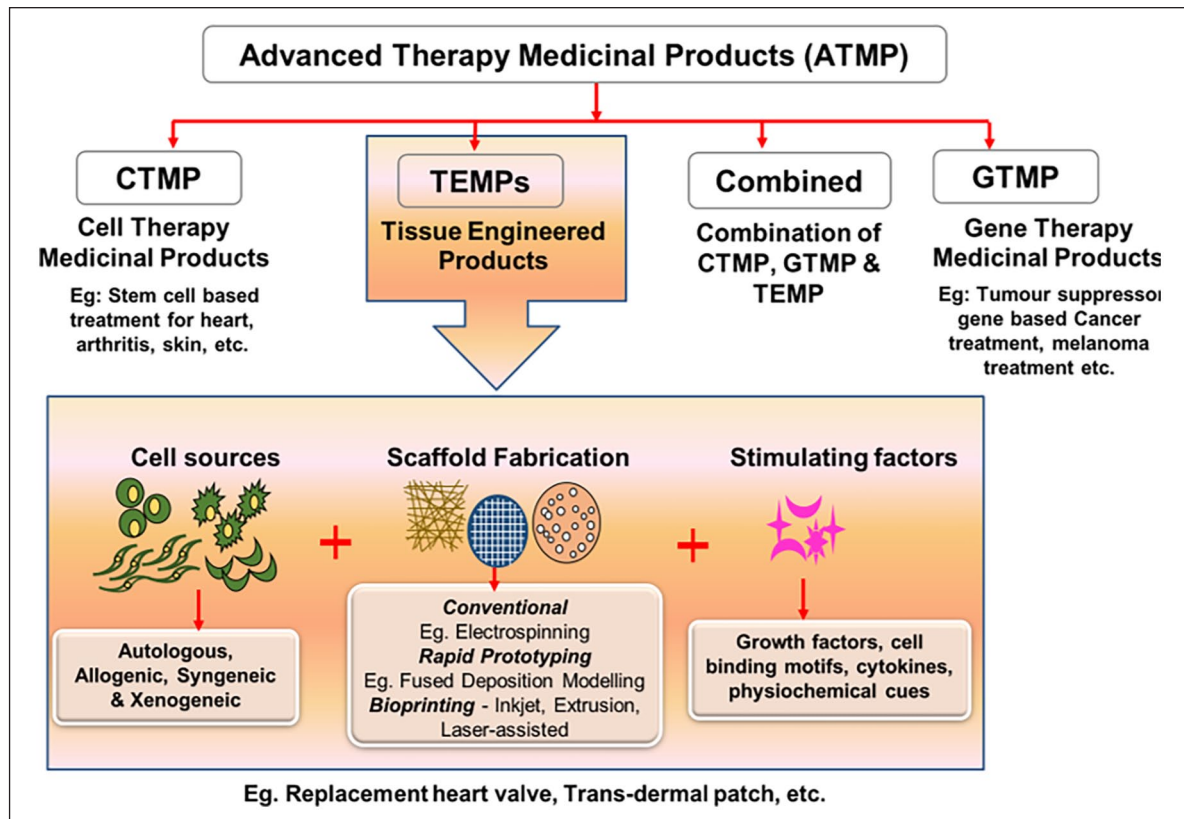 Advanced Therapy Medicinal Products (ATMP)
CTMP
Cell Therapy
Medicinal Products
Eg: Stem cell based
treatment for heart,
arthritis, skin, etc.
TEMPs
Tissue Engineered
Products
Combined
Combination of
CTMP, GTMP &
TEMP
GTMP
Gene Therapy
Medicinal Products
Eg: Tumour suppressor
gene based Cancer
treatment, melanoma
treatment etc.
Cell sources
Autologous,
Allogenic, Syngeneic
& Xenogeneic
+
Scaffold Fabrication
Conventional
Eg. Electrospinning
Rapid Prototyping
Eg. Fused Deposition Modelling
Bioprinting - Inkjet, Extrusion,
Laser-assisted
+
Stimulating factors
Growth factors, cell
binding motifs, cytokines,
physiochemical cues
Eg. Replacement heart valve, Trans-dermal patch, etc.